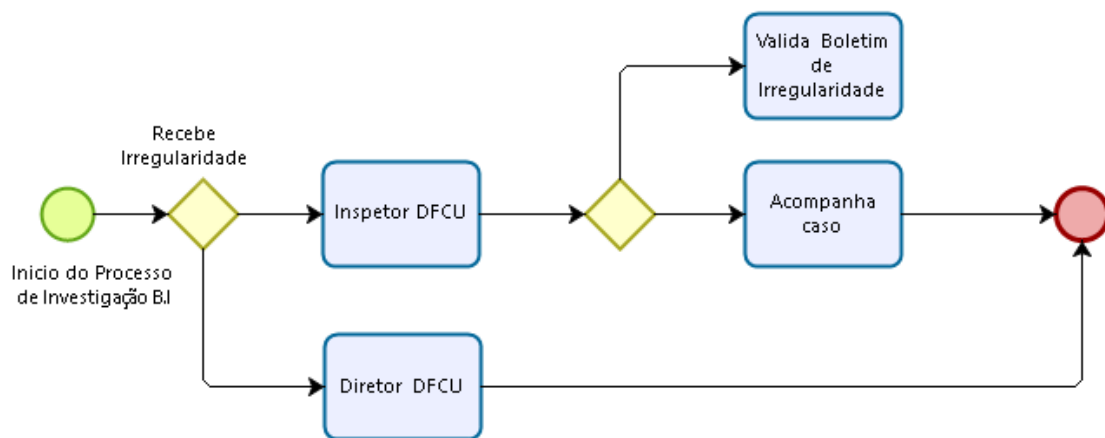 Valida Boletim
de
Irregularidade
Recebe
Irregularidade
Inspetor DFCU
Acompanha
caso
Inicio do Processo
de Investigação B.I
Diretor DFCU